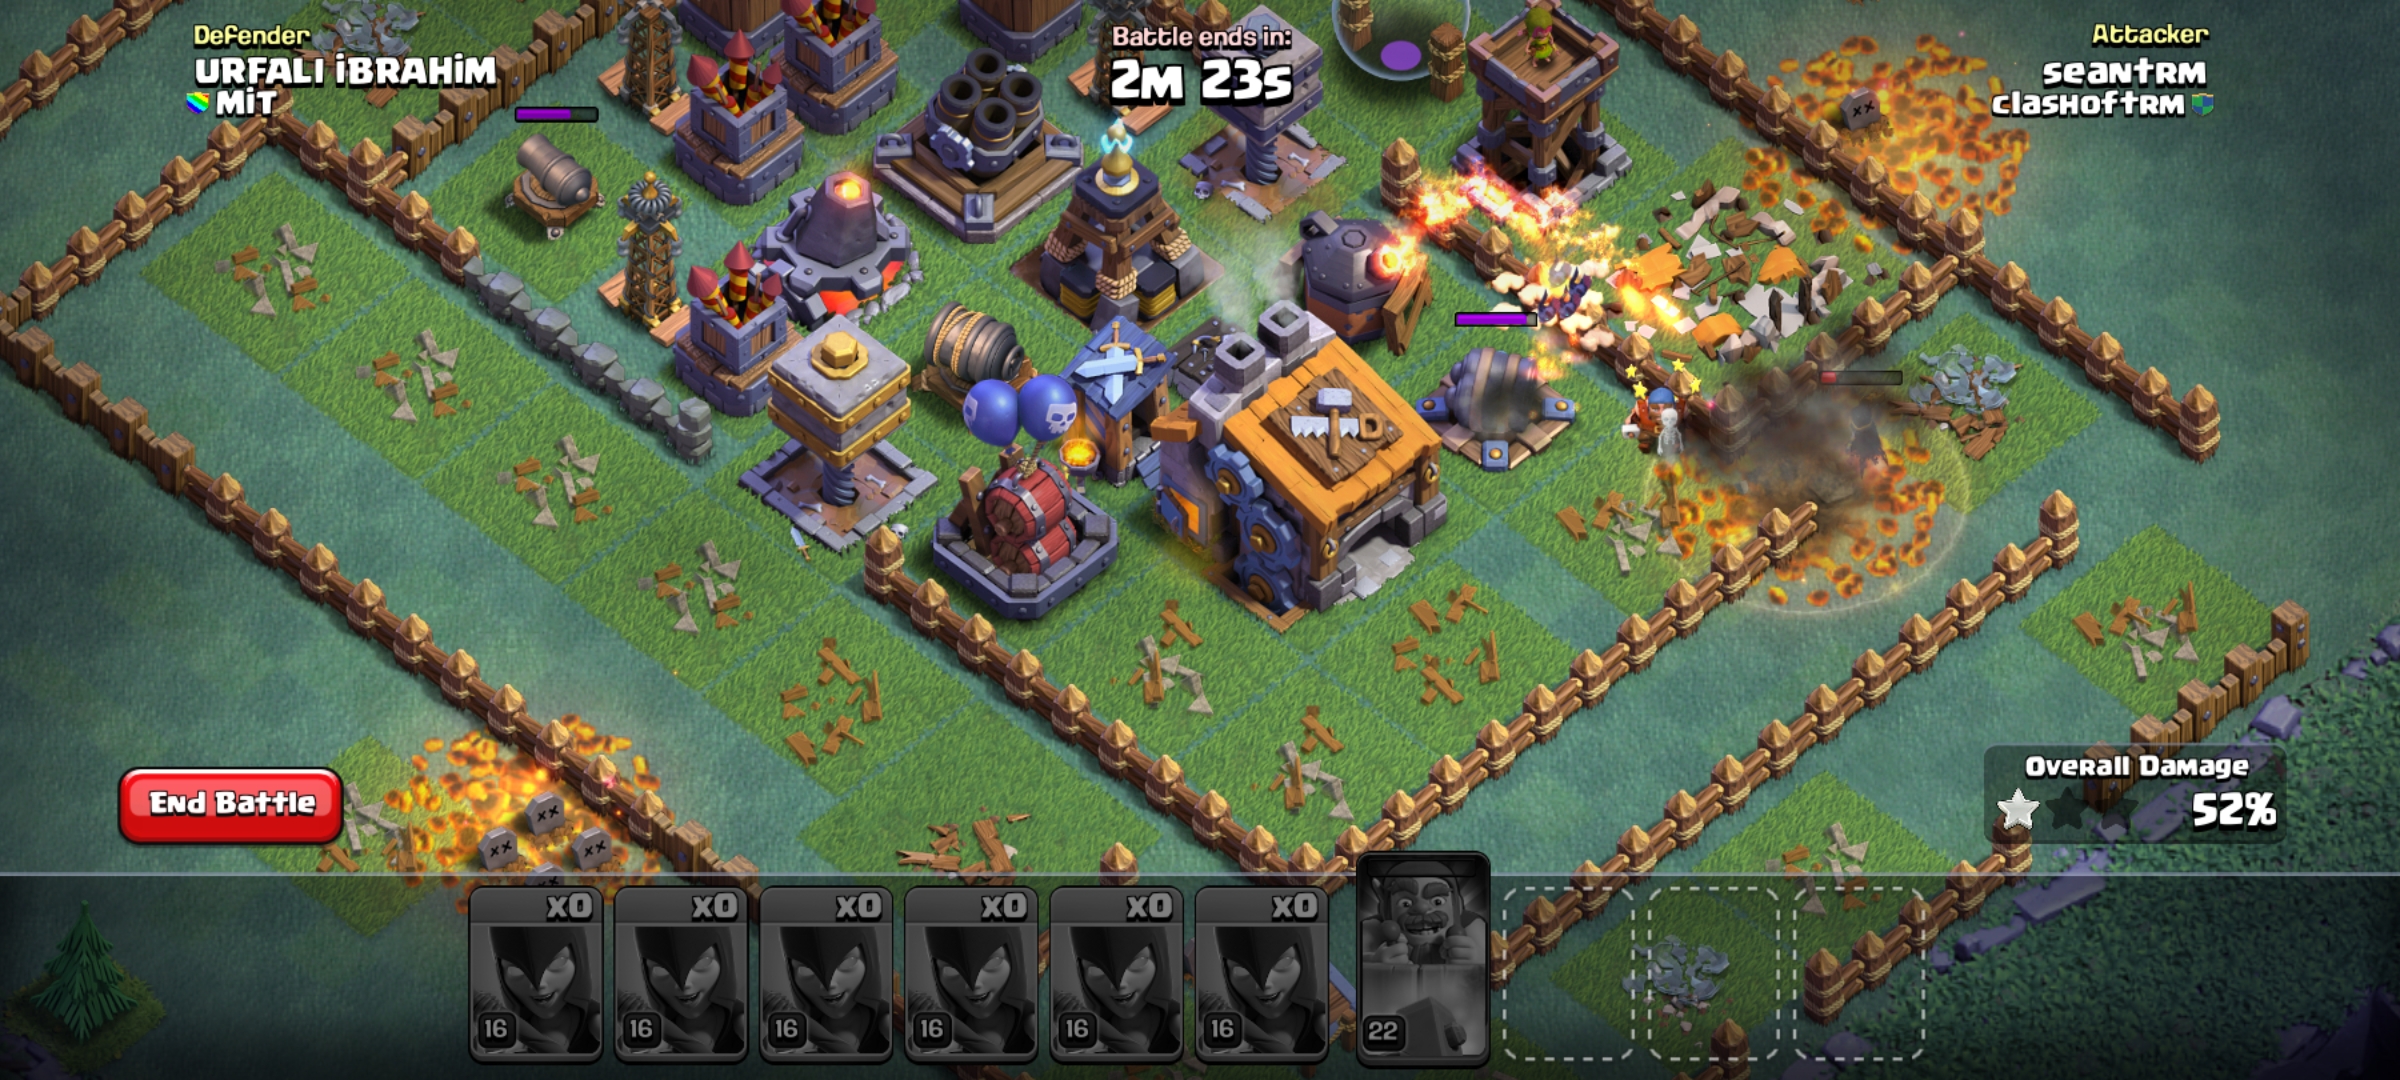 Defender
URFALI İBRAHİM
MİT
Battle ends in:
2M 23s
Attacker
seantrm
clashoftrm
End Battle
Overall Damage
52%
x0
x0
x0
x0
x0
x0
16
16
16
16
16
16
22